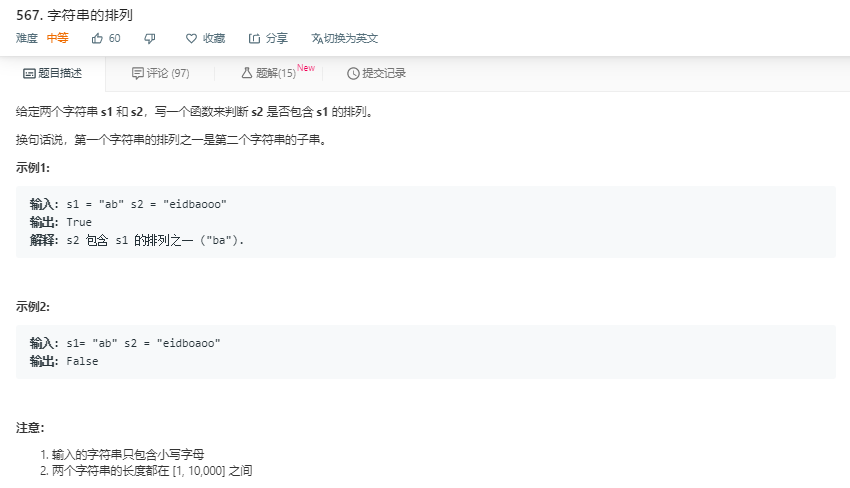 567. 字符串的排列
难度 中等 60 收藏 分享 切换为英文
题目描述 评论 (97) 题解(15) New 提交记录
给定两个字符串 s1 和 s2，写一个函数来判断 s2 是否包含 s1 的排列。
换句话说，第一个字符串的排列之一是第二个字符串的子串。
示例1:
输入: s1 = "ab" s2 = "eidbaooo"
输出: True
解释: s2 包含 s1 的排列之一 ("ba").
示例2:
输入: s1= "ab" s2 = "eidboaoo"
输出: False
注意：
1. 输入的字符串只包含小写字母
2. 两个字符串的长度都在 [1, 10,000] 之间